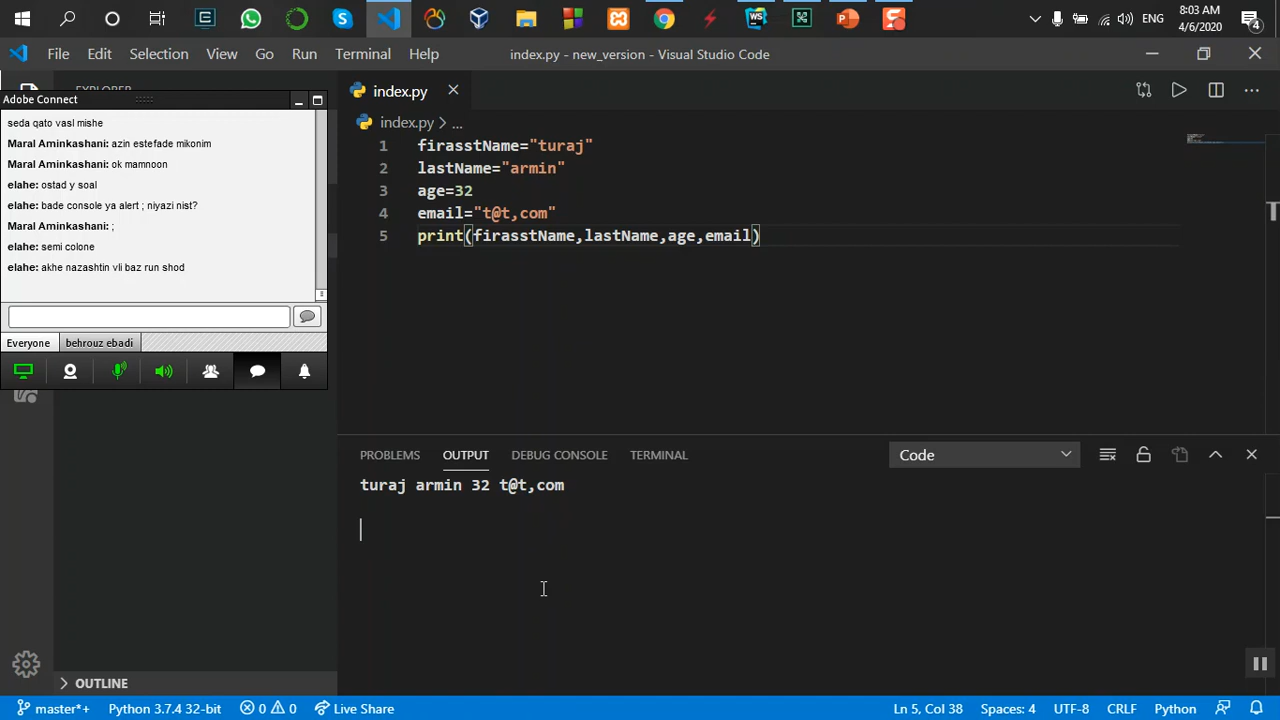 8:03 AM
ENG
4/6/2020
4
File Edit Selection View Go Run Terminal Help
index.py - new_version - Visual Studio Code
Adobe Connect
seda qato vasl mishe
Maral Aminkashani: azin estefade mikonim
Maral Aminkashani: ok mamnoon
elahe: ostad y soal
elahe: bade console ya alert ; niyazi nist?
Maral Aminkashani: ;
elahe: semi colone
elahe: akhe nazashtin vli baz run shod
Everyone
behrouz ebadi
index.py
index.py > ...
1 firasstName="turaj"
2 lastName="armin"
3 age=32
4 email="t@t,com"
5 print(firasstName,lastName,age,email)
PROBLEMS OUTPUT DEBUG CONSOLE TERMINAL
Code
turaj armin 32 t@t,com
OUTLINE
master*+
Python 3.7.4 32-bit
0 0
Live Share
Ln 5, Col 38
Spaces: 4
UTF-8
CRLF
Python